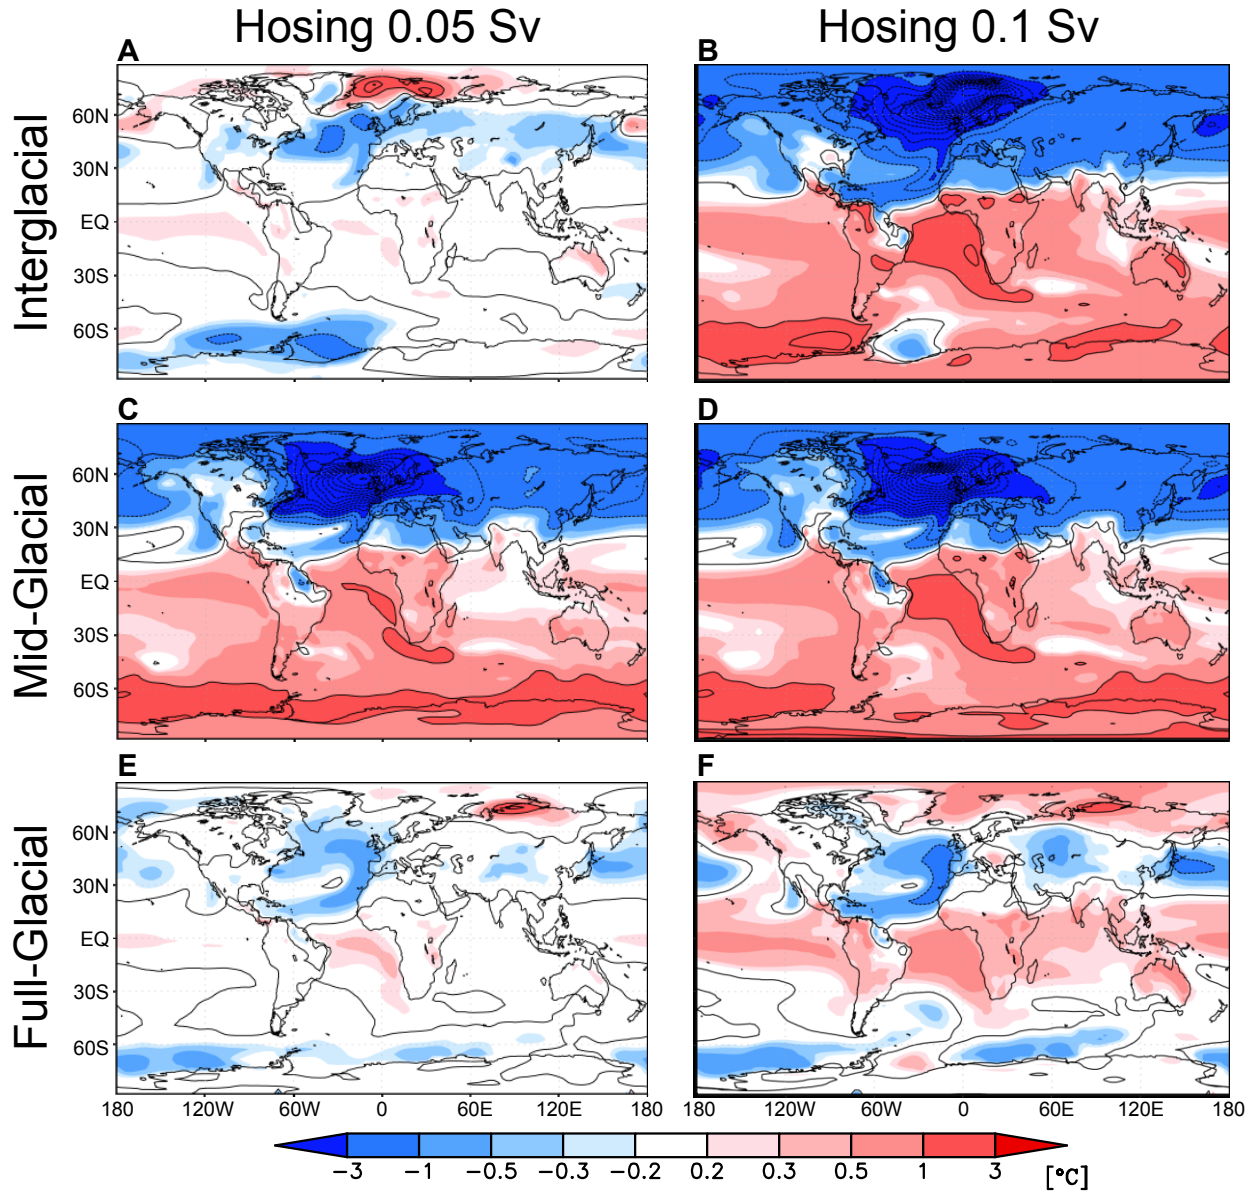 Hosing 0.05 Sv
Hosing 0.1 Sv
A
B
Interglacial
60N
30N
EQ
30S
60S
C
D
Mid-Glacial
60N
30N
EQ
30S
60S
E
F
Full-Glacial
60N
30N
EQ
30S
60S
180 120W 60W 0 60E 120E 180
180 120W 60W 0 60E 120E 180
−3 −1 −0.5 −0.3 −0.2 0.2 0.3 0.5 1 3 [°C]